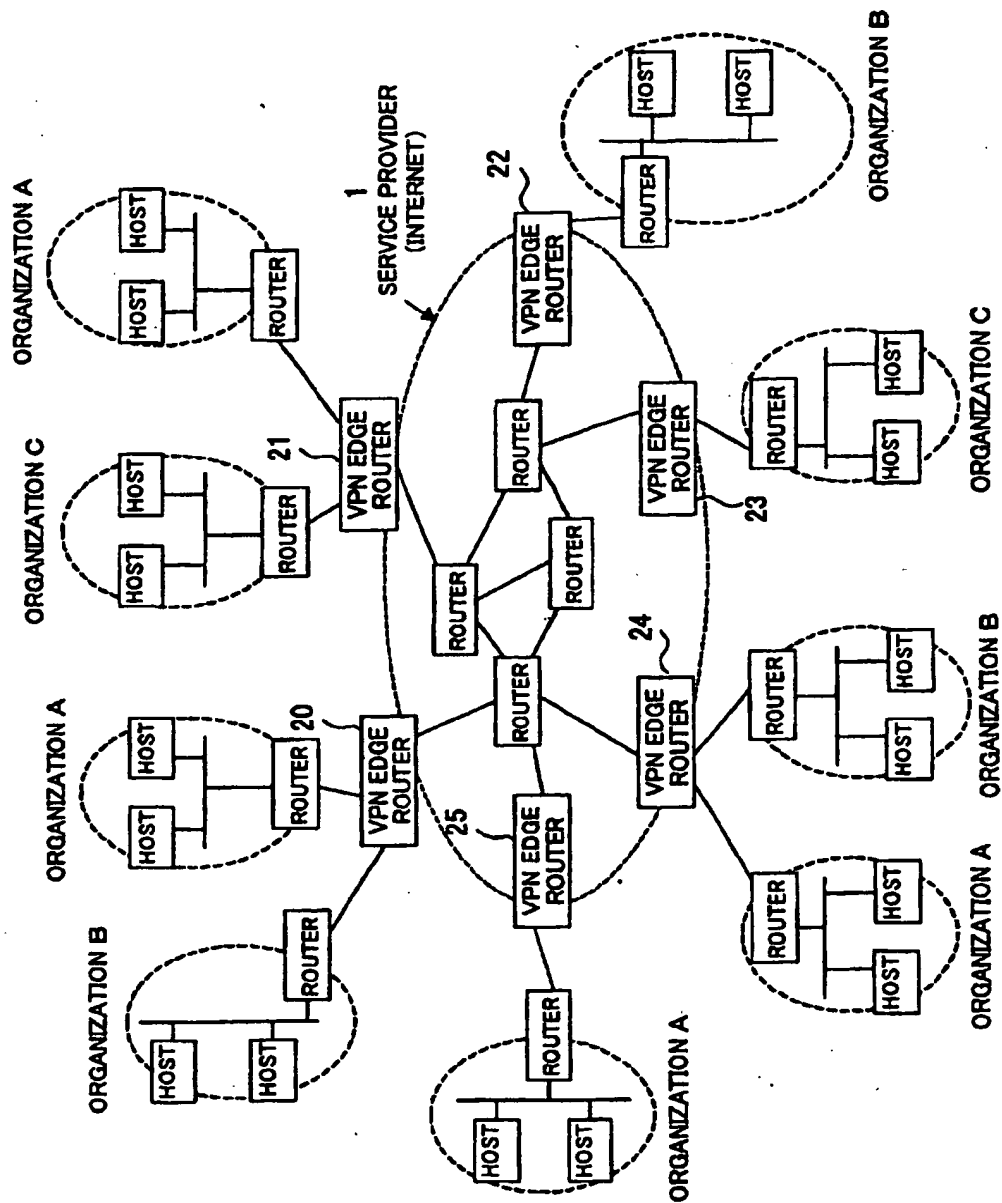 ORGANIZATION B
HOST
HOST
ROUTER
ORGANIZATION A
HOST
HOST
ROUTER
ORGANIZATION C
HOST
HOST
ROUTER
ORGANIZATION A
HOST
HOST
ROUTER
20
VPN EDGE
ROUTER
21
VPN EDGE
ROUTER
1
SERVICE PROVIDER
(INTERNET)
ORGANIZATION A
HOST
HOST
ROUTER
25
VPN EDGE
ROUTER
ROUTER
ROUTER
ROUTER
ROUTER
22
VPN EDGE
ROUTER
24
VPN EDGE
ROUTER
23
VPN EDGE
ROUTER
ROUTER
HOST
HOST
ORGANIZATION B
ROUTER
HOST
HOST
ORGANIZATION A
ROUTER
HOST
HOST
ORGANIZATION B
ROUTER
HOST
HOST
ORGANIZATION C